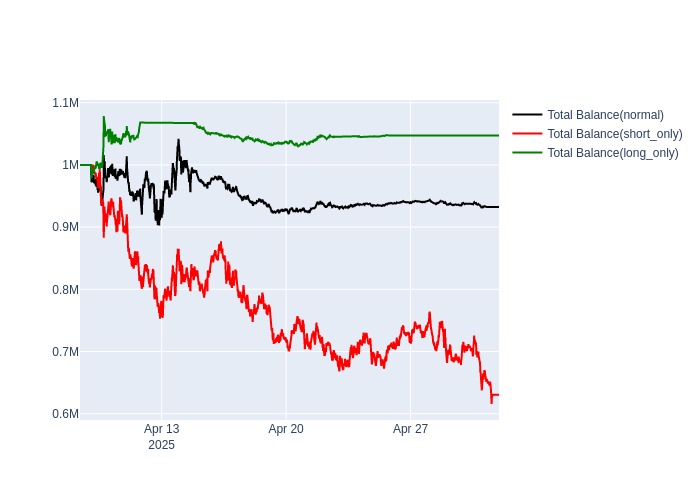 1.1M
1M
0.9M
0.8M
0.7M
0.6M
Apr 13
2025
Apr 20
Apr 27
Total Balance(normal)
Total Balance(short_only)
Total Balance(long_only)